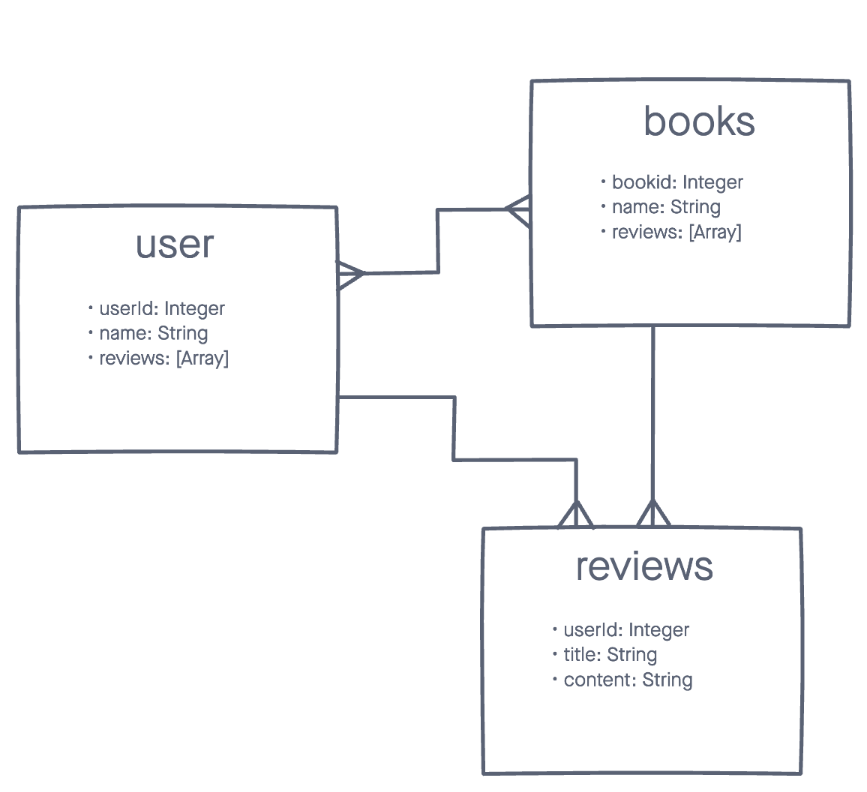 books
• bookid: Integer
• name: String
• reviews: [Array]
user
• userId: Integer
• name: String
• reviews: [Array]
reviews
• userId: Integer
• title: String
• content: String